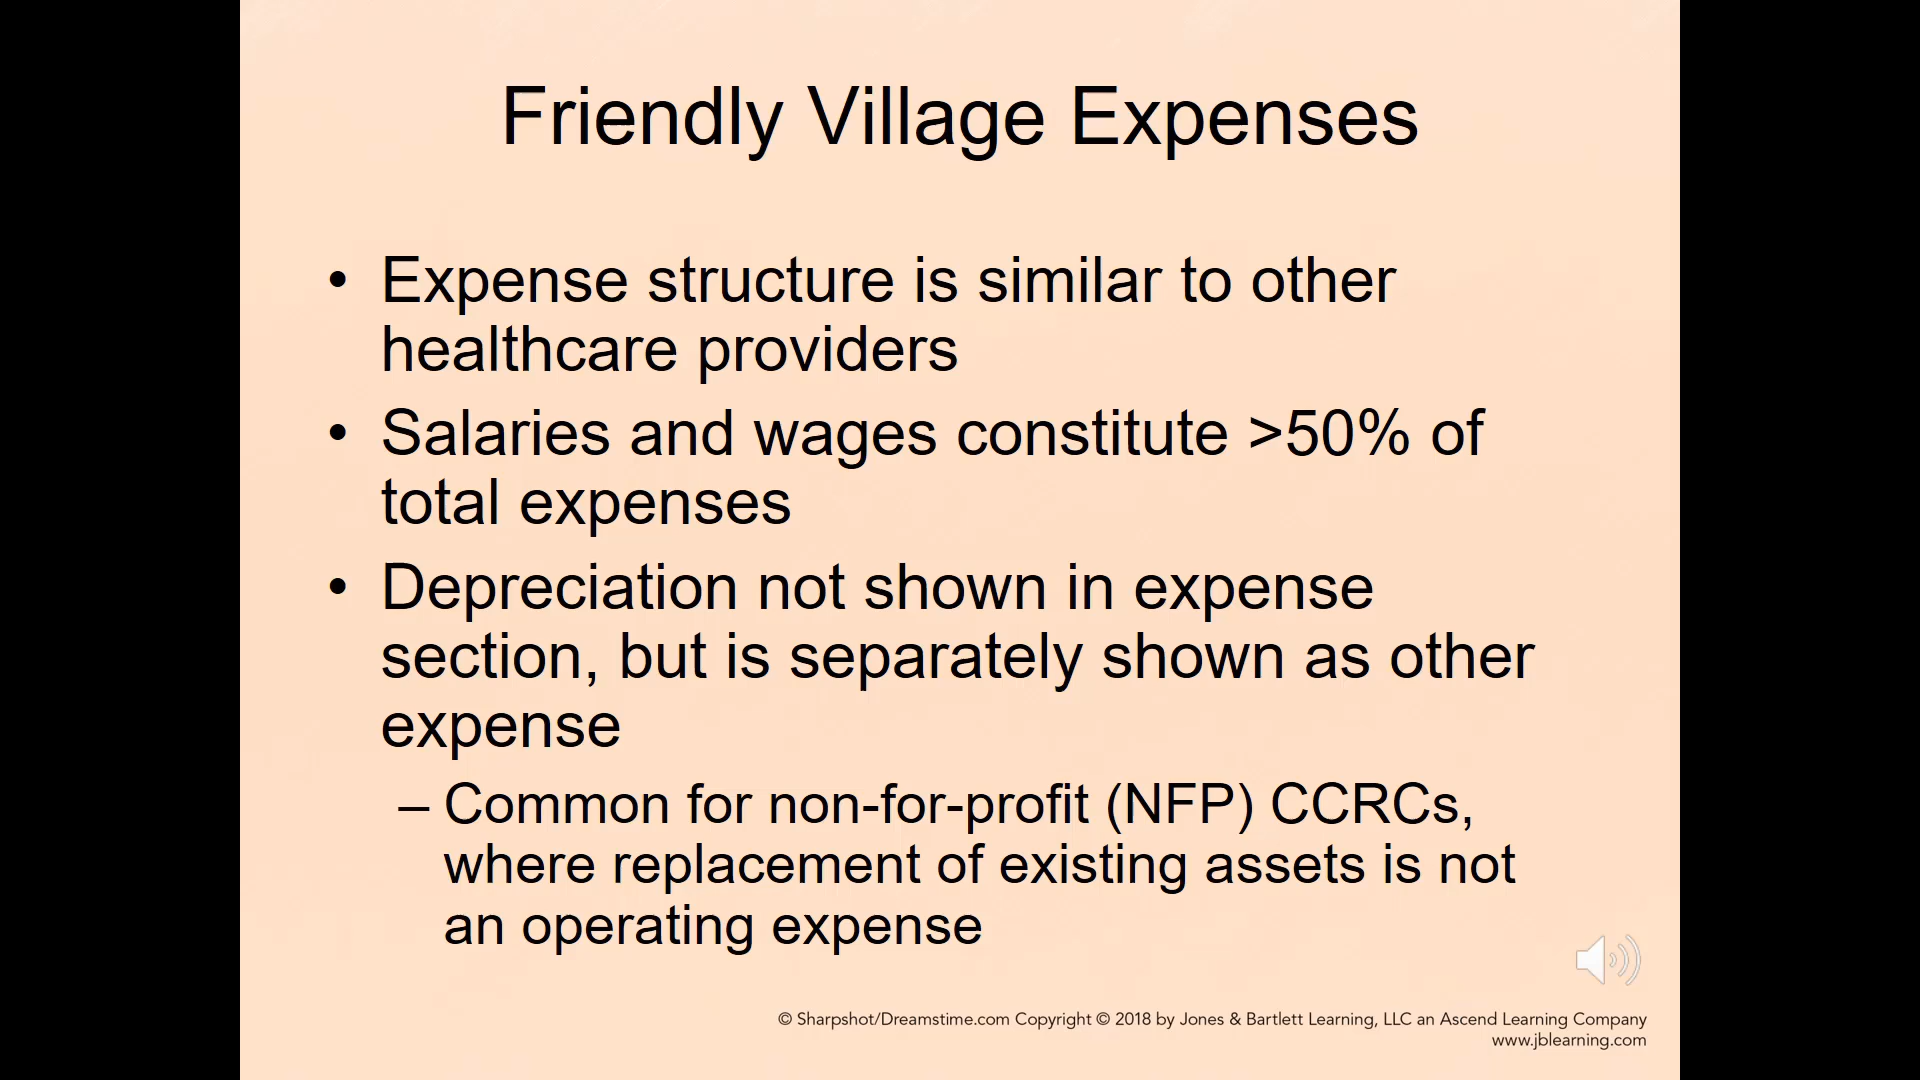 Friendly Village Expenses
• Expense structure is similar to other
healthcare providers
• Salaries and wages constitute >50% of
total expenses
• Depreciation not shown in expense
section, but is separately shown as other
expense
– Common for non-for-profit (NFP) CCRCs,
where replacement of existing assets is not
an operating expense
© Sharpshot/Dreamstime.com Copyright © 2018 by Jones & Bartlett Learning, LLC an Ascend Learning Company
www.jblearning.com